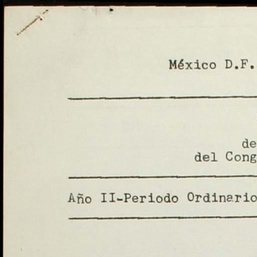 México D.F.
de
del Cong
Año II-Periodo Ordinario